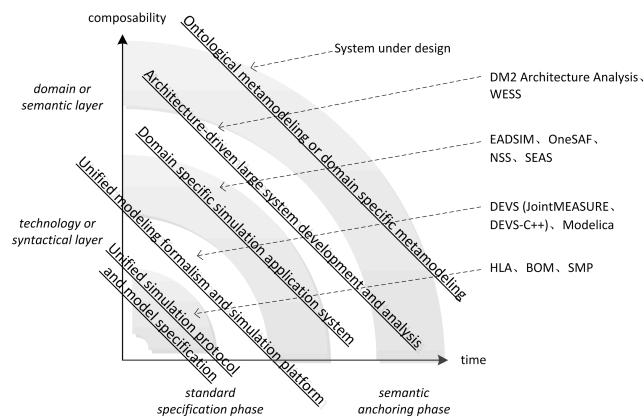 composability
Ontological metamodeling or domain specific metamodeling
System under design
Architecture-driven large system development and analysis
DM2 Architecture Analysis、
WESS
domain or
semantic layer
Domain specific simulation application system
EADSIM、OneSAF、
NSS、SEAS
Unified modeling formalism and simulation platform
DEVS (JointMEASURE、
DEVS-C++)、Modelica
technology or
syntactical layer
Unified simulation protocol
and model specification
HLA、BOM、SMP
time
standard
specification phase
semantic
anchoring phase